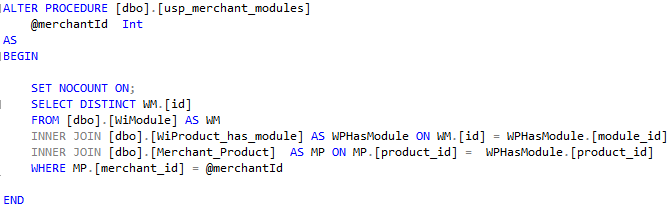 ALTER PROCEDURE [dbo].[usp_merchant_modules]
    @merchantId  Int
AS
BEGIN

    SET NOCOUNT ON;
    SELECT DISTINCT WM.[id]
    FROM [dbo].[WiModule] AS WM
    INNER JOIN [dbo].[WiProduct_has_module] AS WPHasModule ON WM.[id] = WPHasModule.[module_id]
    INNER JOIN [dbo].[Merchant_Product]  AS MP ON MP.[product_id] =  WPHasModule.[product_id]
    WHERE MP.[merchant_id] = @merchantId

END